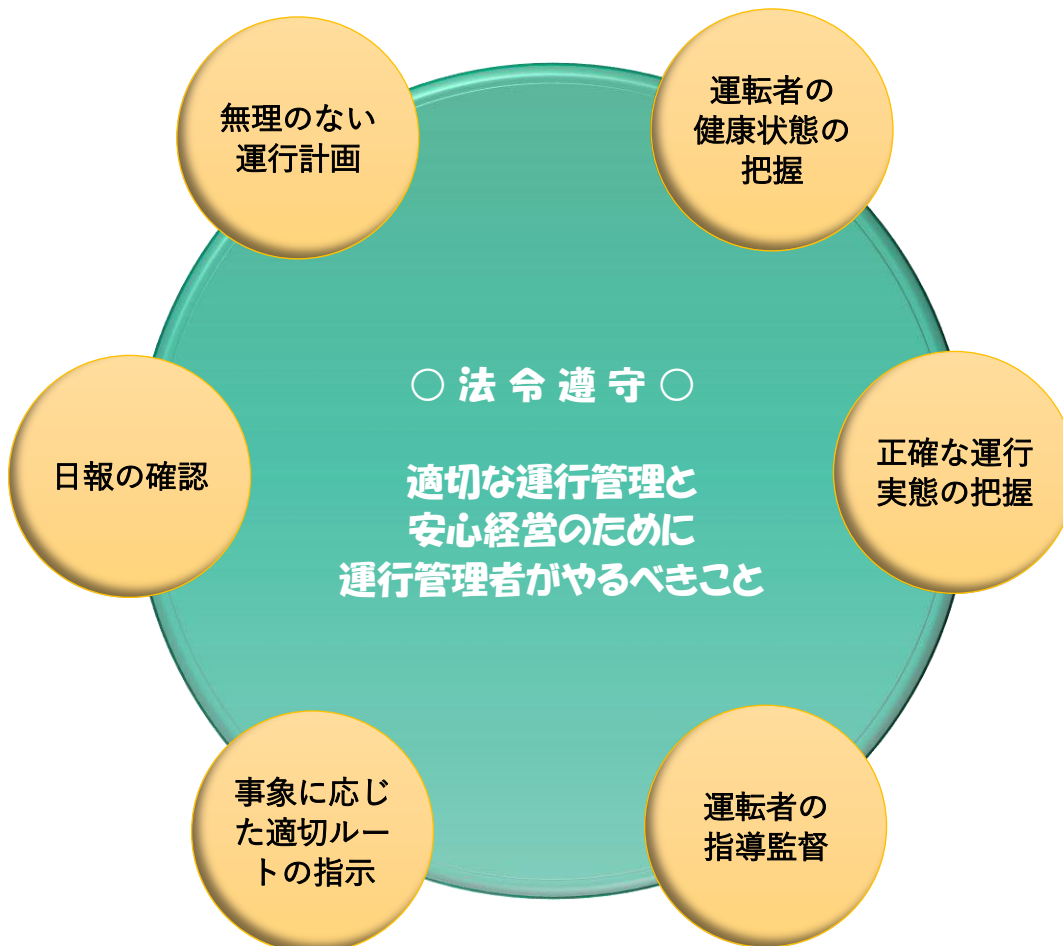 無理のない
運行計画
運転者の
健康状態の
把握
○ 法 令 遵 守 ○
適切な運行管理と
安心経営のために
運行管理者がやるべきこと
日報の確認
正確な運行
実態の把握
事象に応じ
た適切ルー
トの指示
運転者の
指導監督